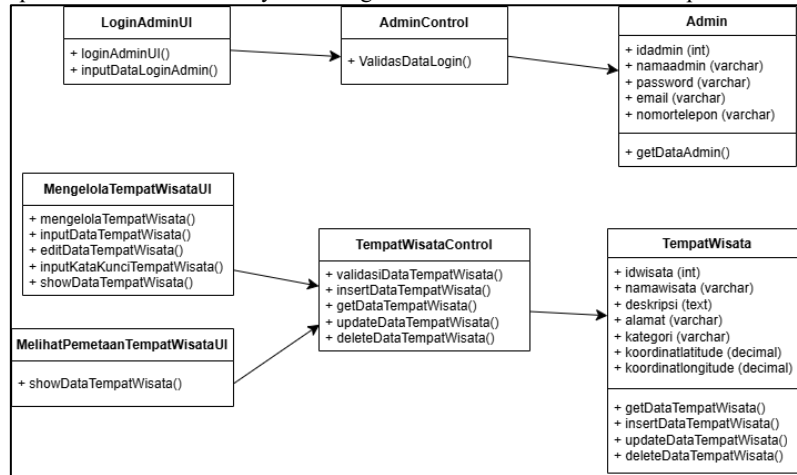 LoginAdminUI
+ loginAdminUI()
+ inputDataLoginAdmin()
AdminControl
+ ValidasDataLogin()
Admin
+ idadmin (int)
+ namaadmin (varchar)
+ password (varchar)
+ email (varchar)
+ nomortelepon (varchar)
+ getDataAdmin()
MengelolaTempatWisataUI
+ mengelolaTempatWisata()
+ inputDataTempatWisata()
+ editDataTempatWisata()
+ inputKataKunciTempatWisata()
+ showDataTempatWisata()
MelihatPemetaanTempatWisataUI
+ showDataTempatWisata()
TempatWisataControl
+ validasiDataTempatWisata()
+ insertDataTempatWisata()
+ getDataTempatWisata()
+ updateDataTempatWisata()
+ deleteDataTempatWisata()
TempatWisata
+ idwisata (int)
+ namawisata (varchar)
+ deskripsi (text)
+ alamat (varchar)
+ kategori (varchar)
+ koordinatlatitude (decimal)
+ koordinatlongitude (decimal)
+ getDataTempatWisata()
+ insertDataTempatWisata()
+ updateDataTempatWisata()
+ deleteDataTempatWisata()